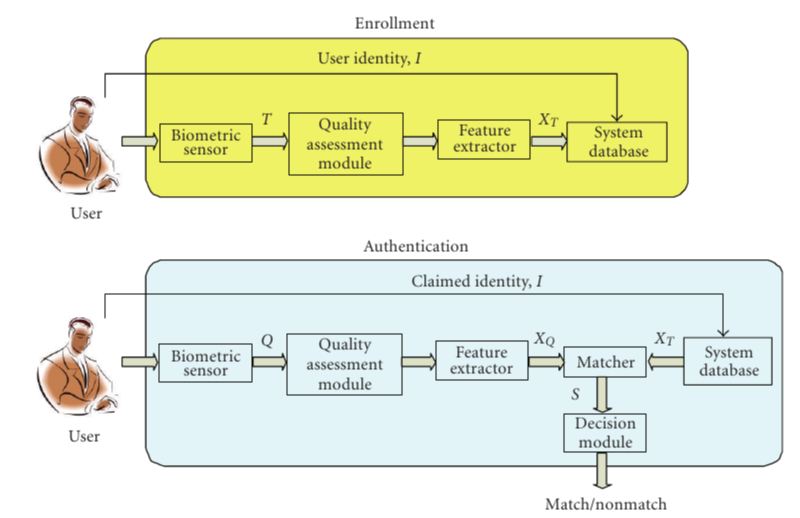 Enrollment
User identity, I
Biometric
sensor
T
Quality
assessment
module
Feature
extractor
X_T
System
database
User
Authentication
Claimed identity, I
Biometric
sensor
Q
Quality
assessment
module
Feature
extractor
X_Q
Matcher
X_T
System
database
S
Decision
module
User
Match/nonmatch